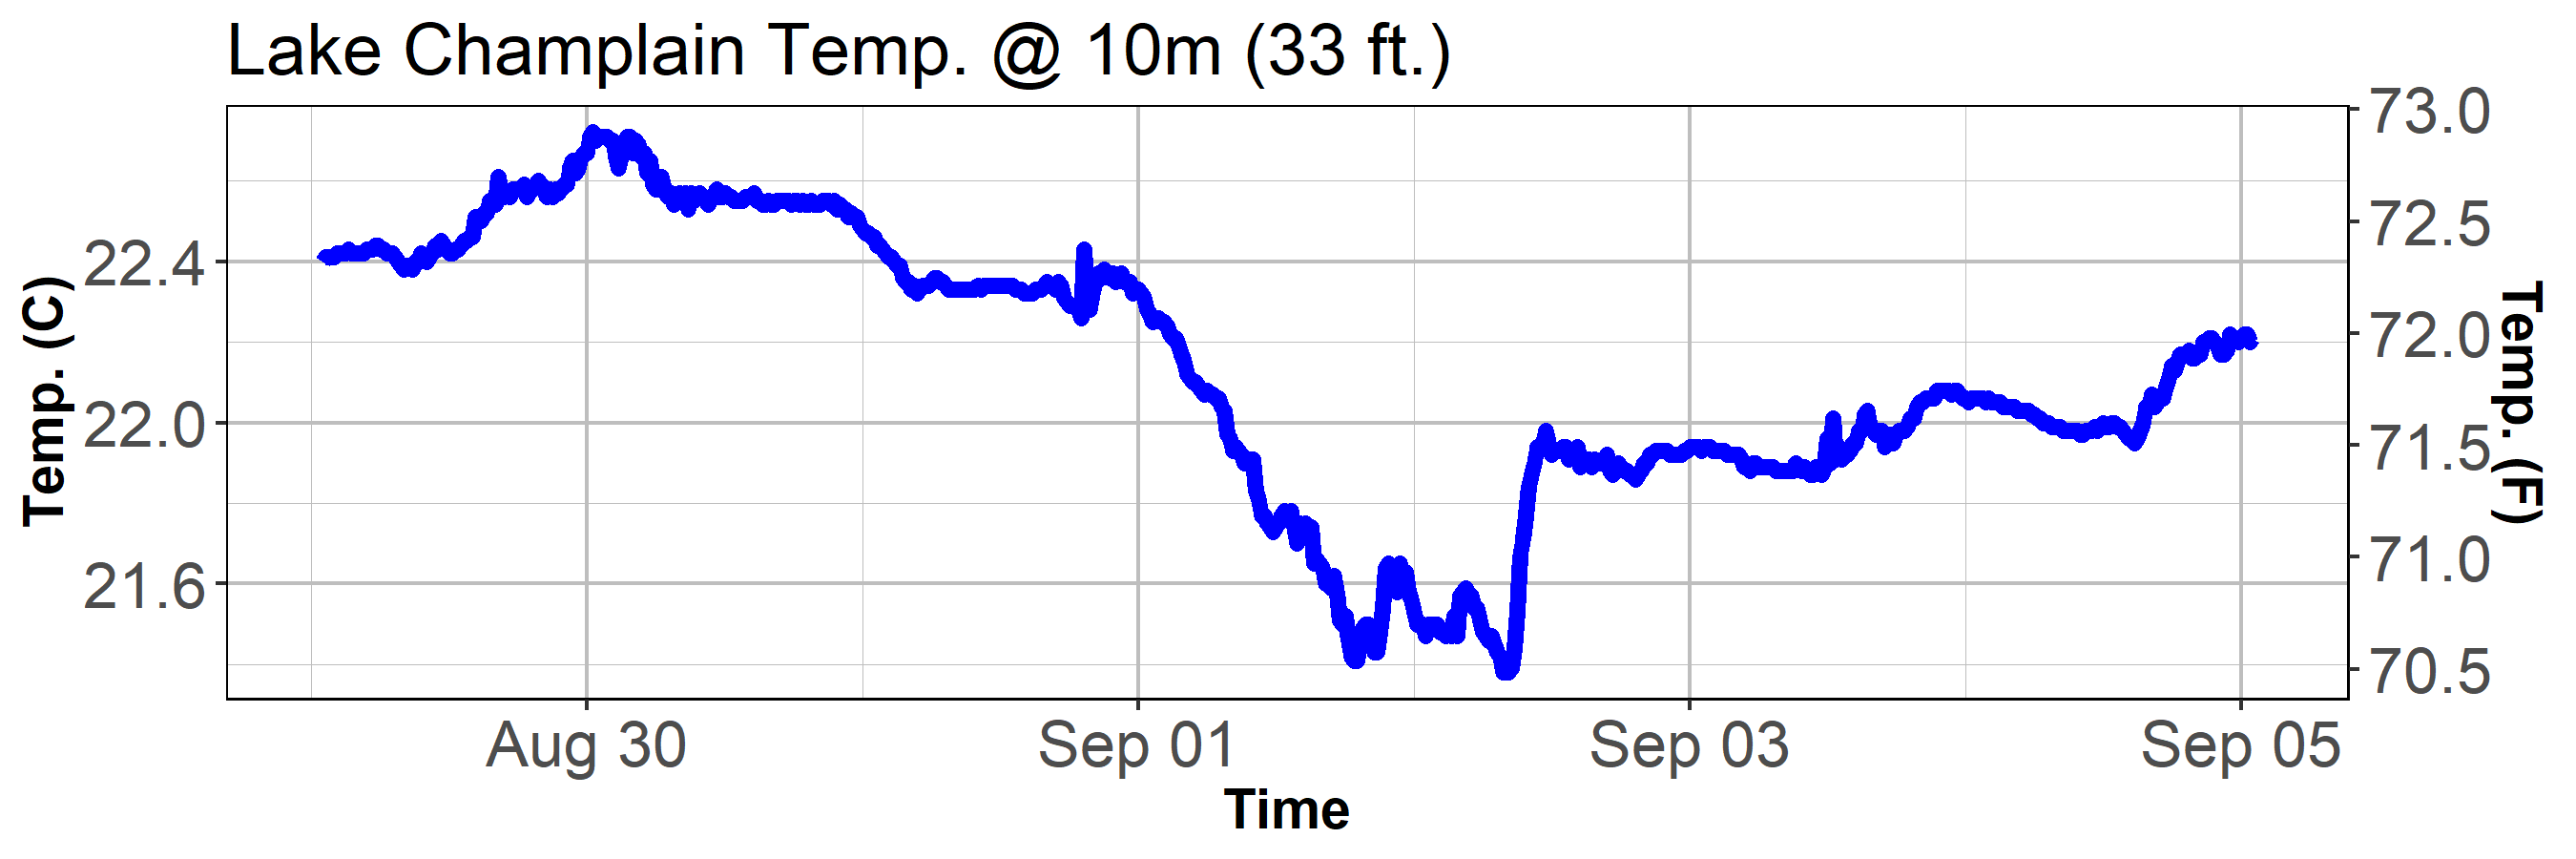 Lake Champlain Temp. @ 10m (33 ft.)
Temp. (C)
22.4
22.0
21.6
73.0
72.5
72.0
71.5
71.0
70.5
Temp. (F)
Aug 30
Sep 01
Sep 03
Sep 05
Time